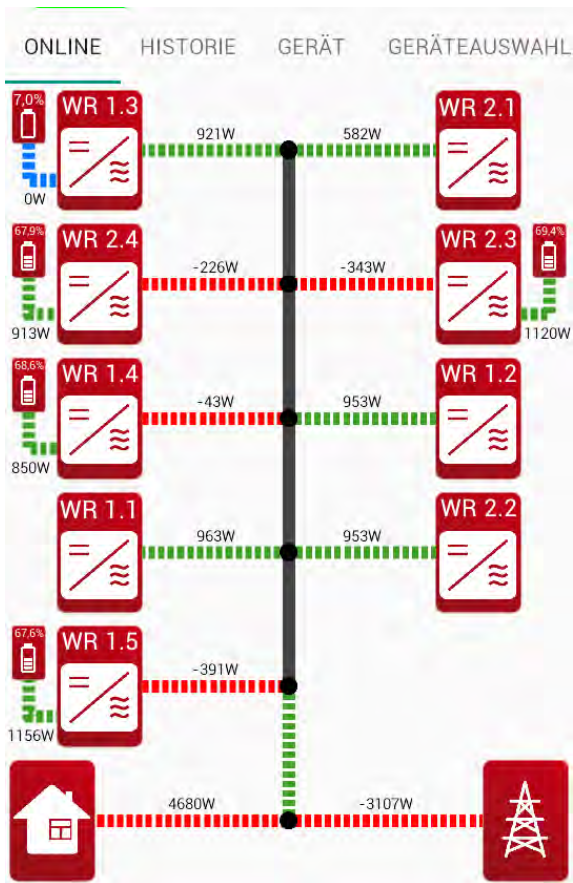 ONLINE HISTORIE GERÄT GERÄTEAUSWAHL
7,0% WR 1.3 921W 582W WR 2.1
0W
67,9% WR 2.4 -226W -343W WR 2.3 69,4%
913W 1120W
68,6% WR 1.4 -43W 953W WR 1.2
850W
WR 1.1 963W 953W WR 2.2
67,6% WR 1.5 -391W
1156W
4680W -3107W